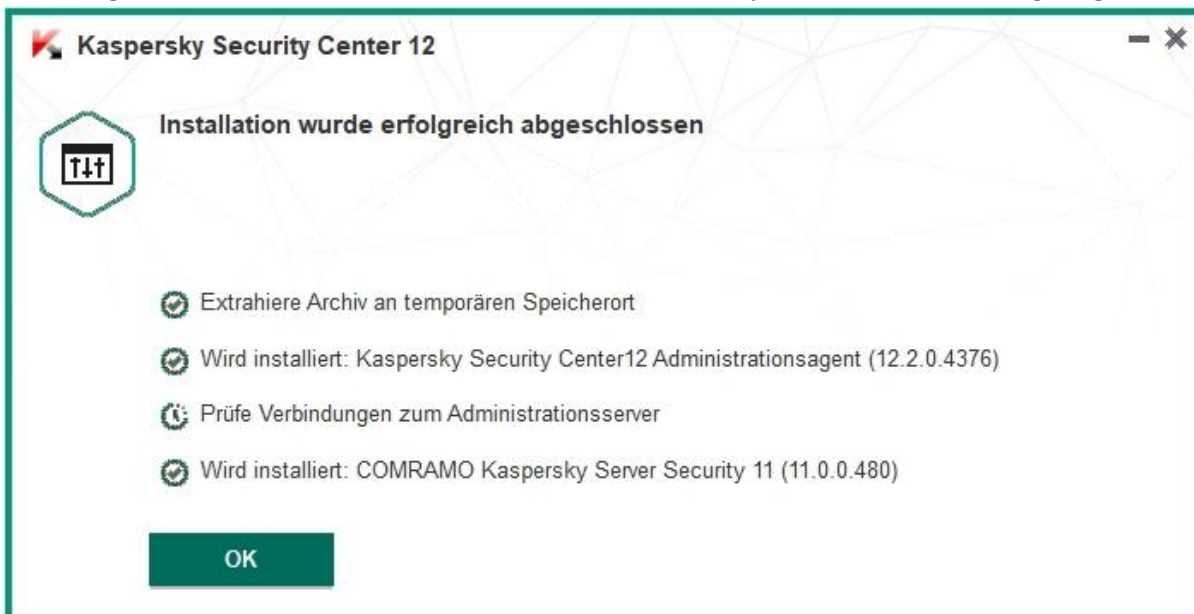 Kaspersky Security Center 12
Installation wurde erfolgreich abgeschlossen
Extrahiere Archiv an temporären Speicherort
Wird installiert: Kaspersky Security Center12 Administrationsagent (12.2.0.4376)
Prüfe Verbindungen zum Administrationsserver
Wird installiert: COMRAMO Kaspersky Server Security 11 (11.0.0.480)
OK